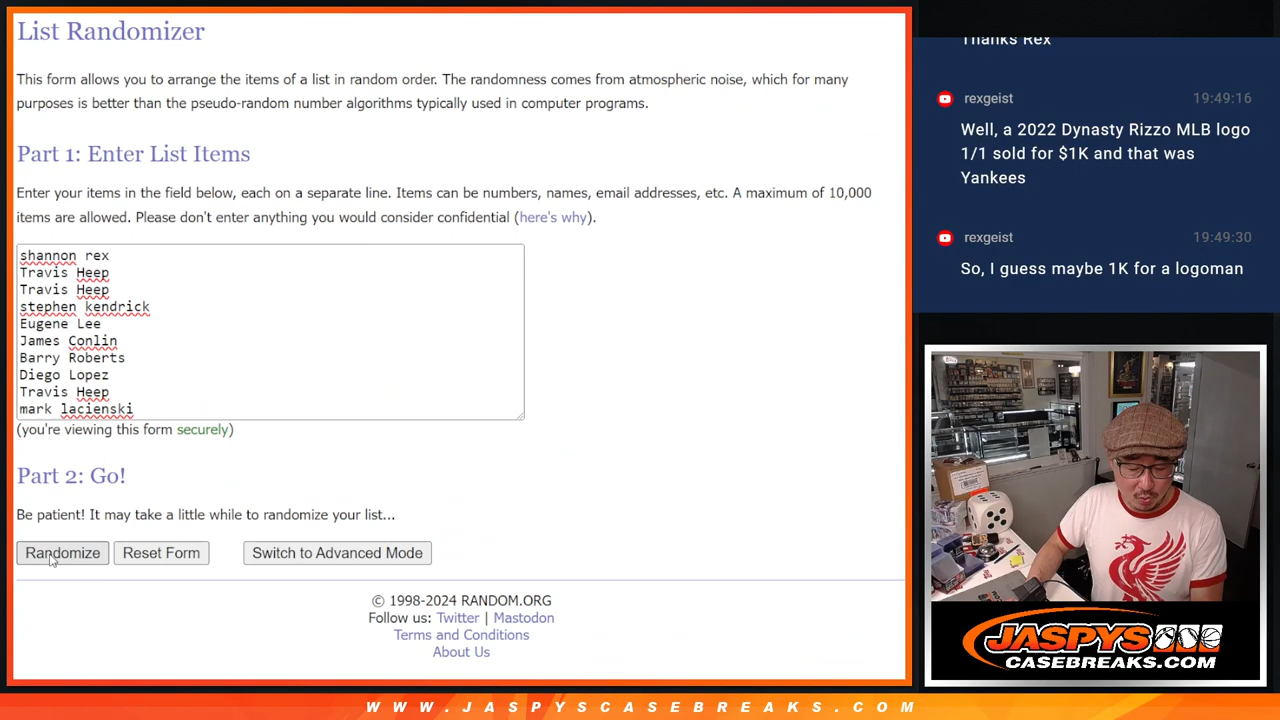 List Randomizer
This form allows you to arrange the items of a list in random order. The randomness comes from atmospheric noise, which for many
purposes is better than the pseudo-random number algorithms typically used in computer programs.
Part 1: Enter List Items
Enter your items in the field below, each on a separate line. Items can be numbers, names, email addresses, etc. A maximum of 10,000
items are allowed. Please don't enter anything you would consider confidential (here's why).
shannon rex
Travis Heep
Travis Heep
stephen kendrick
Eugene Lee
James Conlin
Barry Roberts
Diego Lopez
Travis Heep
mark lacienski
(you're viewing this form securely)
Part 2: Go!
Be patient! It may take a little while to randomize your list...
Randomize Reset Form Switch to Advanced Mode
© 1998-2024 RANDOM.ORG
Follow us: Twitter | Mastodon
Terms and Conditions
About Us
Thanks Rex
rexgeist 19:49:16
Well, a 2022 Dynasty Rizzo MLB logo
1/1 sold for $1K and that was
Yankees
rexgeist 19:49:30
So, I guess maybe 1K for a logoman
JASPYS
CASEBREAKS.COM
WWW.JASPYSCASEBREAKS.COM